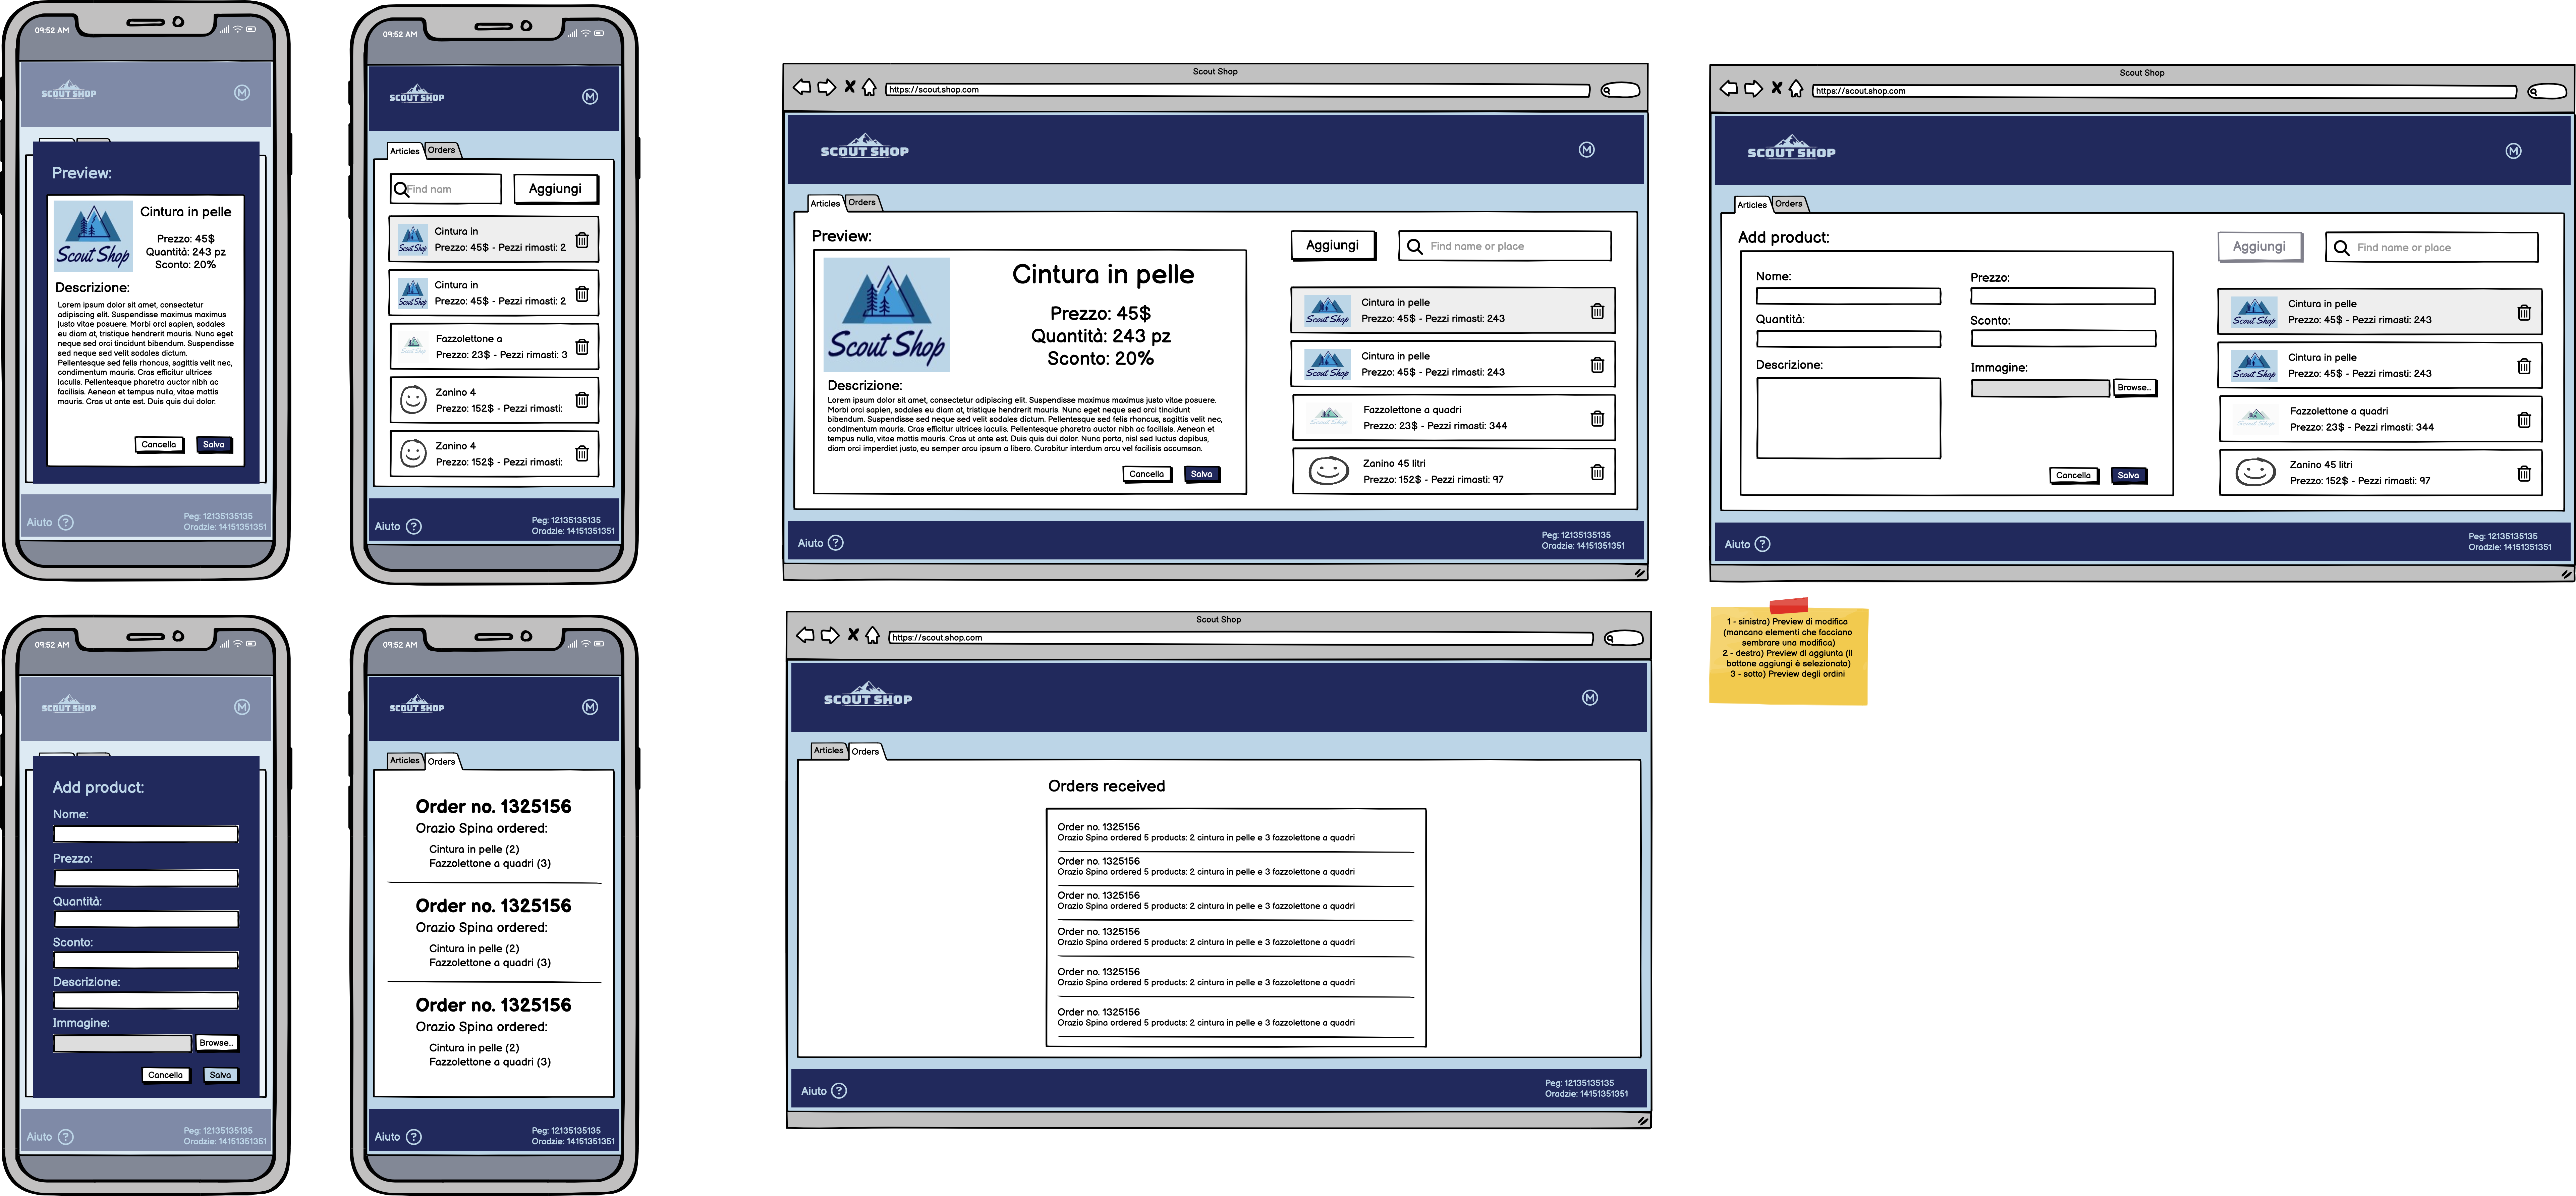 09:52 AM
SCOUT SHOP
M
Preview:
Scout Shop
Cintura in pelle
Prezzo: 45$
Quantità: 243 pz
Sconto: 20%
Descrizione:
Lorem ipsum dolor sit amet, consectetur
adipiscing elit. Suspendisse maximus maximus
justo vitae posuere. Morbi orci sapien, sodales
eu diam at, tristique hendrerit mauris. Nunc eget
neque sed orci tincidunt bibendum. Suspendisse
sed neque sed velit sodales dictum.
Pellentesque sed felis rhoncus, sagittis velit nec,
condimentum mauris. Cras efficitur ultrices
iaculis. Pellentesque pharetra auctor nibh ac
facilisis. Aenean et tempus nulla, vitae mattis
mauris. Cras ut ante est. Duis quis dui dolor.
Cancella
Salva
Aiuto ?
Peg: 12135135135
Oradzie: 14151351351
09:52 AM
SCOUT SHOP
M
Articles
Orders
Find nam
Aggiungi
Scout Shop
Cintura in
Prezzo: 45$ - Pezzi rimasti: 2
Scout Shop
Cintura in
Prezzo: 45$ - Pezzi rimasti: 2
Fazzolettone a
Prezzo: 23$ - Pezzi rimasti: 3
Zanino 4
Prezzo: 152$ - Pezzi rimasti:
Zanino 4
Prezzo: 152$ - Pezzi rimasti:
Aiuto ?
Peg: 12135135135
Oradzie: 14151351351
Scout Shop
https://scout.shop.com
SCOUT SHOP
M
Articles
Orders
Preview:
Scout Shop
Cintura in pelle
Prezzo: 45$
Quantità: 243 pz
Sconto: 20%
Descrizione:
Lorem ipsum dolor sit amet, consectetur adipiscing elit. Suspendisse maximus maximus justo vitae posuere.
Morbi orci sapien, sodales eu diam at, tristique hendrerit mauris. Nunc eget neque sed orci tincidunt
bibendum. Suspendisse sed neque sed velit sodales dictum. Pellentesque sed felis rhoncus, sagittis velit nec,
condimentum mauris. Cras efficitur ultrices iaculis. Pellentesque pharetra auctor nibh ac facilisis. Aenean et
tempus nulla, vitae mattis mauris. Cras ut ante est. Duis quis dui dolor. Nunc porta, nisl sed luctus dapibus,
diam orci imperdiet justo, eu semper arcu ipsum a libero. Curabitur interdum arcu vel facilisis accumsan.
Cancella
Salva
Aggiungi
Find name or place
Scout Shop
Cintura in pelle
Prezzo: 45$ - Pezzi rimasti: 243
Scout Shop
Cintura in pelle
Prezzo: 45$ - Pezzi rimasti: 243
Fazzolettone a quadri
Prezzo: 23$ - Pezzi rimasti: 344
Zanino 45 litri
Prezzo: 152$ - Pezzi rimasti: 97
Aiuto ?
Peg: 12135135135
Oradzie: 14151351351
Scout Shop
https://scout.shop.com
SCOUT SHOP
M
Articles
Orders
Add product:
Nome:
Prezzo:
Quantità:
Sconto:
Descrizione:
Immagine:
Browse...
Cancella
Salva
Aggiungi
Find name or place
Scout Shop
Cintura in pelle
Prezzo: 45$ - Pezzi rimasti: 243
Scout Shop
Cintura in pelle
Prezzo: 45$ - Pezzi rimasti: 243
Fazzolettone a quadri
Prezzo: 23$ - Pezzi rimasti: 344
Zanino 45 litri
Prezzo: 152$ - Pezzi rimasti: 97
Aiuto ?
Peg: 12135135135
Oradzie: 14151351351
09:52 AM
SCOUT SHOP
M
Add product:
Nome:
Prezzo:
Quantità:
Sconto:
Descrizione:
Immagine:
Browse...
Cancella
Salva
Aiuto ?
Peg: 12135135135
Oradzie: 14151351351
09:52 AM
SCOUT SHOP
M
Articles
Orders
Order no. 1325156
Orazio Spina ordered:
Cintura in pelle (2)
Fazzolettone a quadri (3)
Order no. 1325156
Orazio Spina ordered:
Cintura in pelle (2)
Fazzolettone a quadri (3)
Order no. 1325156
Orazio Spina ordered:
Cintura in pelle (2)
Fazzolettone a quadri (3)
Aiuto ?
Peg: 12135135135
Oradzie: 14151351351
Scout Shop
https://scout.shop.com
SCOUT SHOP
M
Articles
Orders
Orders received
Order no. 1325156
Orazio Spina ordered 5 products: 2 cintura in pelle e 3 fazzolettone a quadri
Order no. 1325156
Orazio Spina ordered 5 products: 2 cintura in pelle e 3 fazzolettone a quadri
Order no. 1325156
Orazio Spina ordered 5 products: 2 cintura in pelle e 3 fazzolettone a quadri
Order no. 1325156
Orazio Spina ordered 5 products: 2 cintura in pelle e 3 fazzolettone a quadri
Order no. 1325156
Orazio Spina ordered 5 products: 2 cintura in pelle e 3 fazzolettone a quadri
Order no. 1325156
Orazio Spina ordered 5 products: 2 cintura in pelle e 3 fazzolettone a quadri
Aiuto ?
Peg: 12135135135
Oradzie: 14151351351
1 - sinistra) Preview di modifica
(mancano elementi che facciano
sembrare una modifica)
2 - destra) Preview di aggiunta (il
bottone aggiungi è selezionato)
3 - sotto) Preview degli ordini